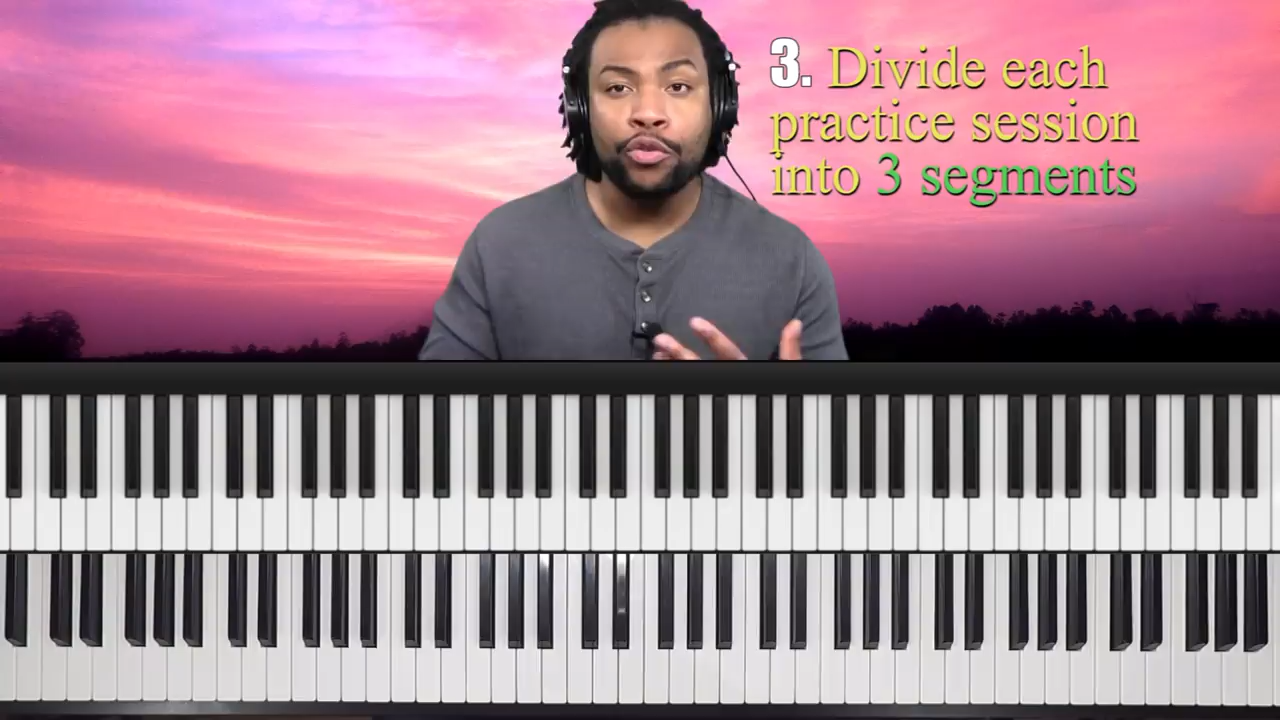 3. Divide each
practice session
into 3 segments